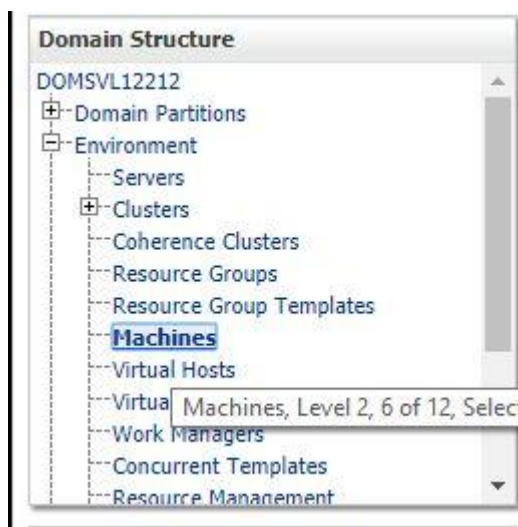 Domain Structure
DOMSVL12212
Domain Partitions
Environment
Servers
Clusters
Coherence Clusters
Resource Groups
Resource Group Templates
Machines
Virtual Hosts
Virtua
Machines, Level 2, 6 of 12, Selec
Work Managers
Concurrent Templates
Resource Management